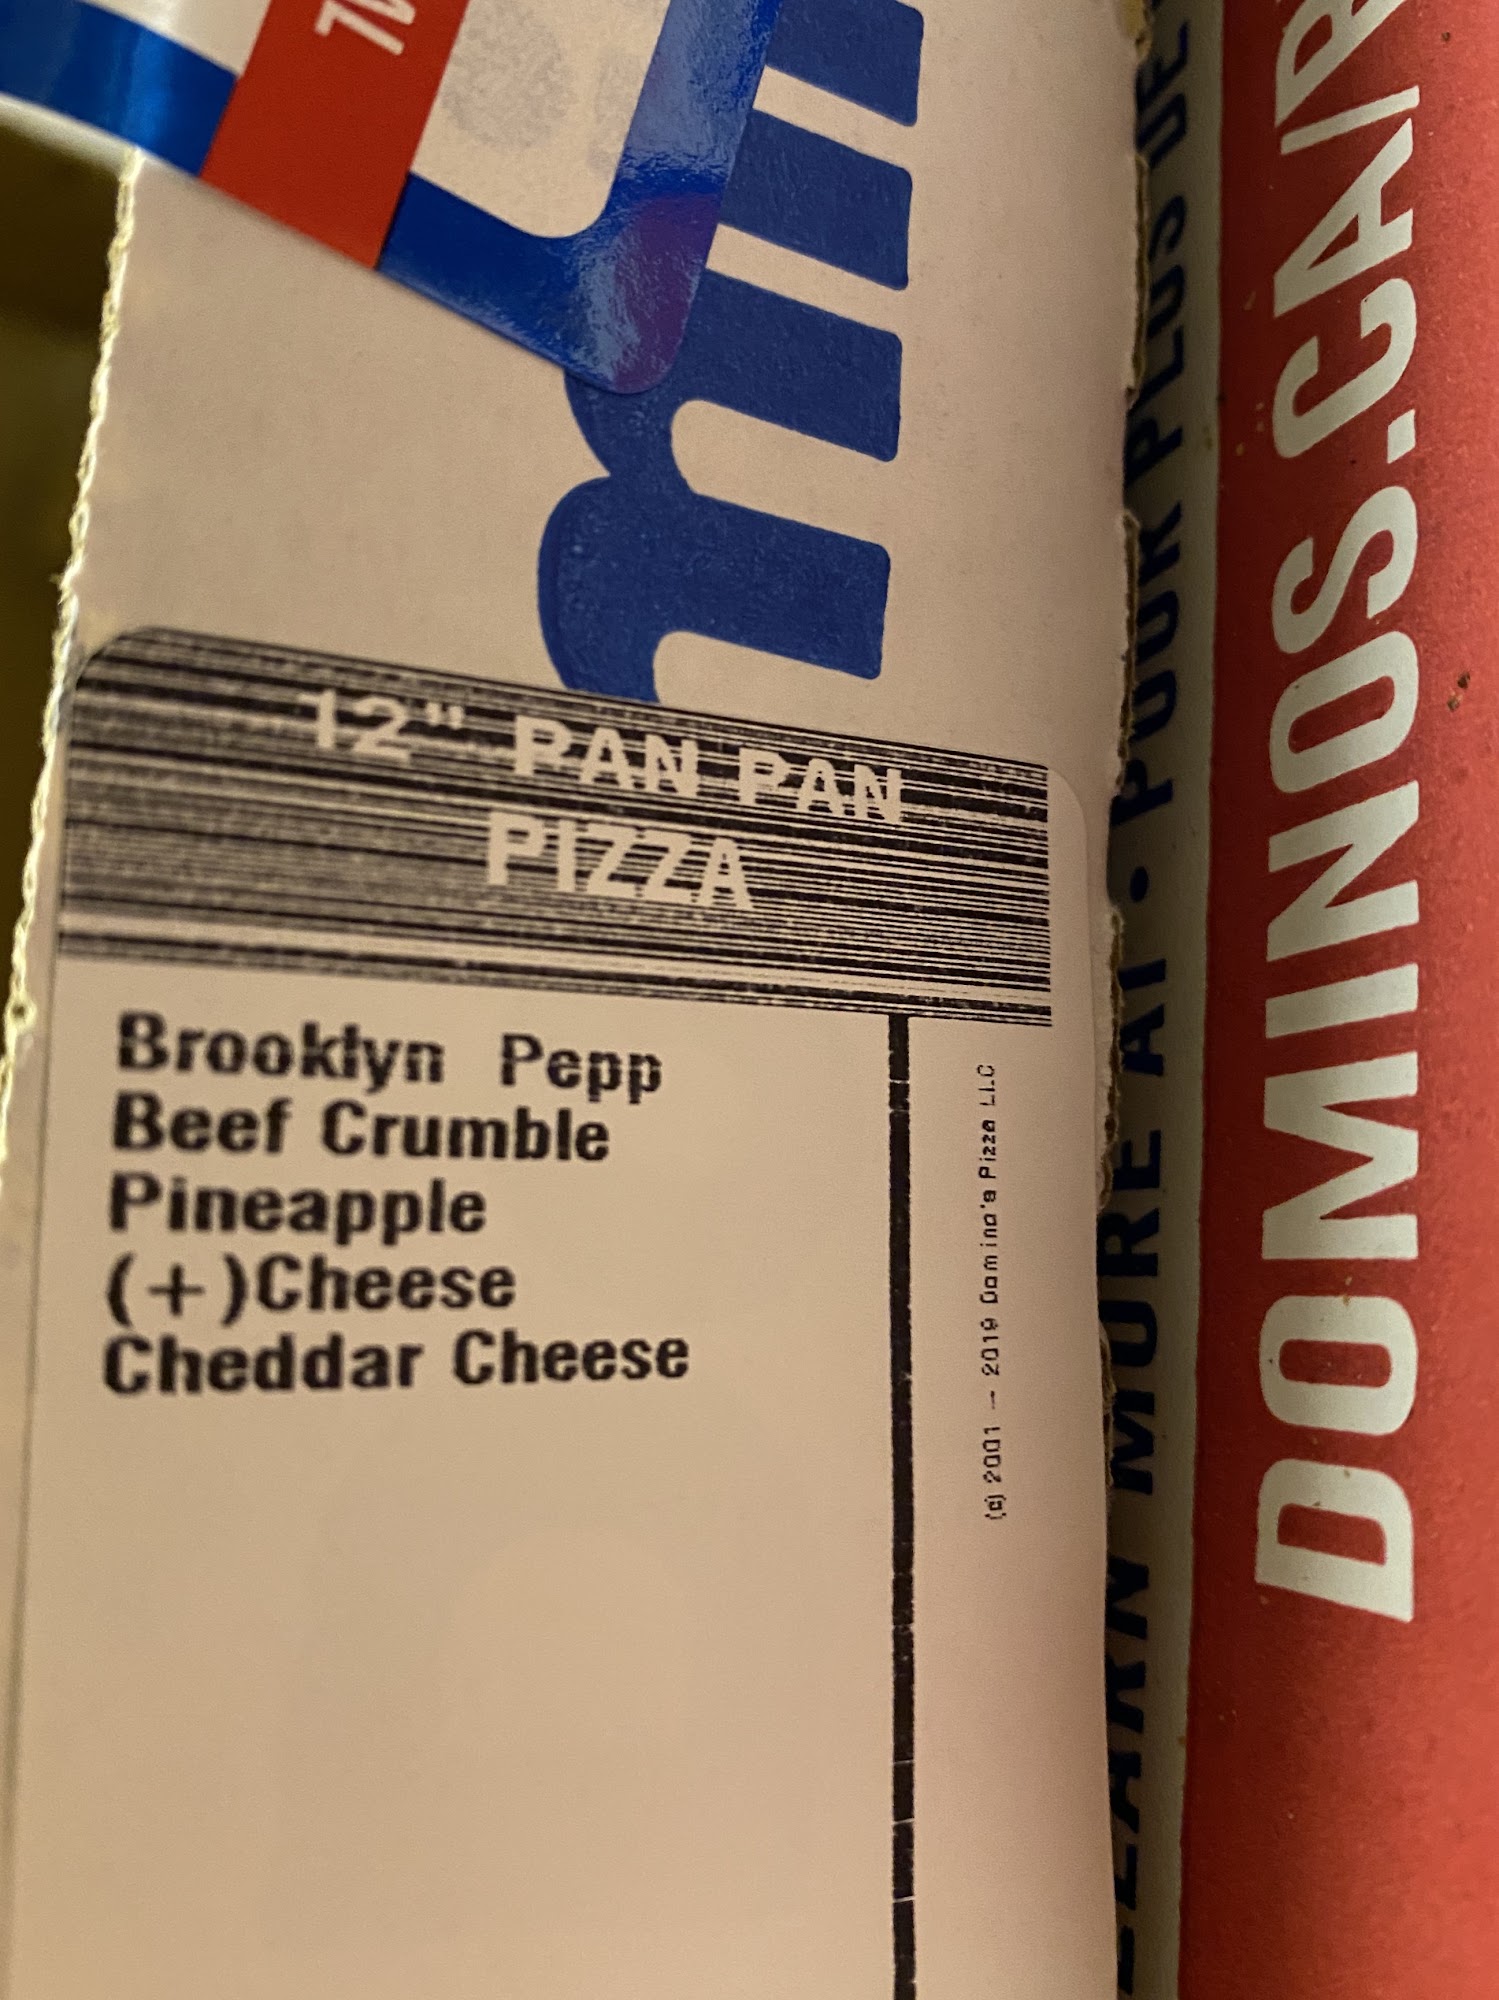 12" PAN PAN
PIZZA
Brooklyn Pepp
Beef Crumble
Pineapple
(+)Cheese
Cheddar Cheese
(c) 2001 - 2019 Domino's Pizza LLC
LEARN MORE AT • POUR PLUS DE
DOMINOS.CA